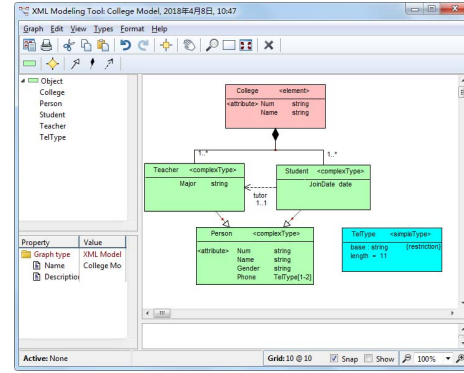 XML Modeling Tool: College Model, 2018年4月8日, 10:47
Graph Edit View Types Format Help
Object
College
Person
Student
Teacher
TelType
Property Value
Graph type XML Model
Name College Mo
Description
College <element>
<attribute> Num string
Name string
1..* 1..*
Teacher <complexType>
Major string
Student <complexType>
JoinDate date
tutor
1..1
Person <complexType>
<attribute> Num string
Name string
Gender string
Phone TelType[1-2]
TelType <simpleType>
base : string {restriction}
length = 11
Active: None Grid: 10 @ 10 Snap Show 100%